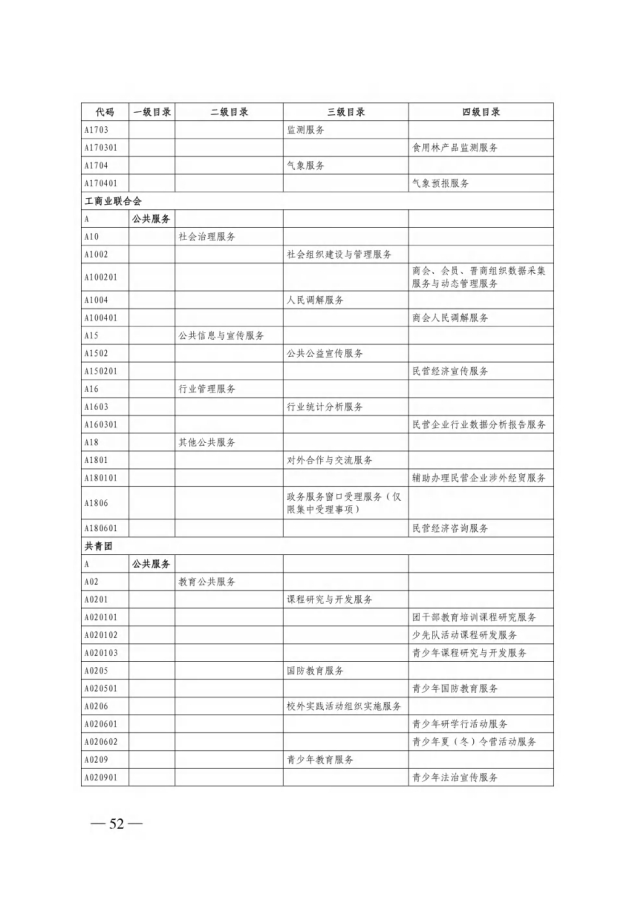 代码 一级目录 二级目录 三级目录 四级目录
A1703 监测服务
A170301 食用林产品监测服务
A1704 气象服务
A170401 气象预报服务
工商业联合会
A 公共服务
A10 社会治理服务
A1002 社会组织建设与管理服务
A100201 商会、会员、晋商组织数据采集
服务与动态管理服务
A1004 人民调解服务
A100401 商会人民调解服务
A15 公共信息与宣传服务
A1502 公共公益宣传服务
A150201 民营经济宣传服务
A16 行业管理服务
A1603 行业统计分析服务
A160301 民营企业行业数据分析报告服务
A18 其他公共服务
A1801 对外合作与交流服务
A180101 辅助办理民营企业涉外经贸服务
A1806 政务服务窗口受理服务（仅
限集中受理事项）
A180601 民营经济咨询服务
共青团
A 公共服务
A02 教育公共服务
A0201 课程研究与开发服务
A020101 团干部教育培训课程研究服务
A020102 少先队活动课程研发服务
A020103 青少年课程研究与开发服务
A0205 国防教育服务
A020501 青少年国防教育服务
A0206 校外实践活动组织实施服务
A020601 青少年研学行活动服务
A020602 青少年夏（冬）令营活动服务
A0209 青少年教育服务
A020901 青少年法治宣传服务
— 52 —